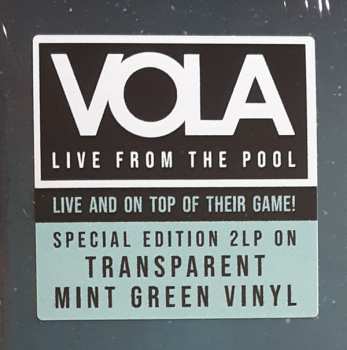 VOLA
LIVE FROM THE POOL
LIVE AND ON TOP OF THEIR GAME!
SPECIAL EDITION 2LP ON
TRANSPARENT
MINT GREEN VINYL